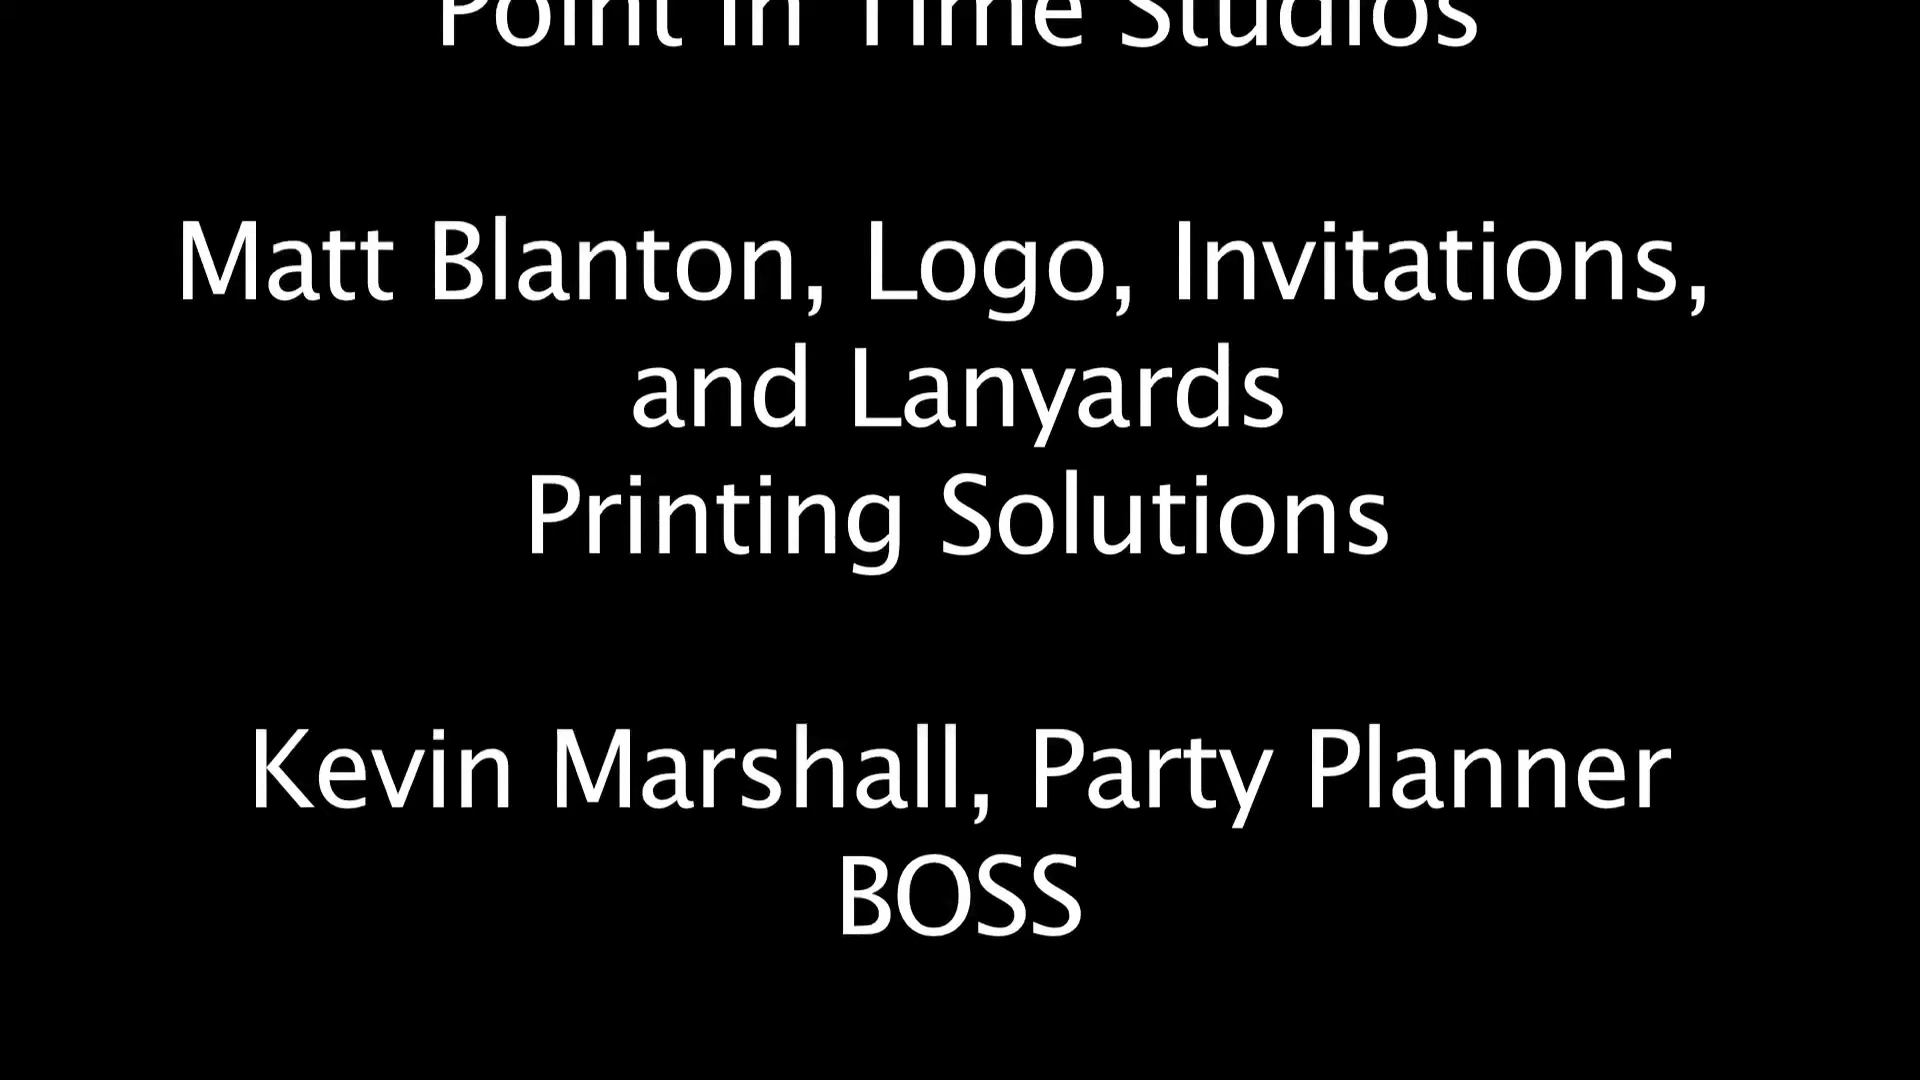 Point In Time Studios
Matt Blanton, Logo, Invitations,
and Lanyards
Printing Solutions
Kevin Marshall, Party Planner
BOSS